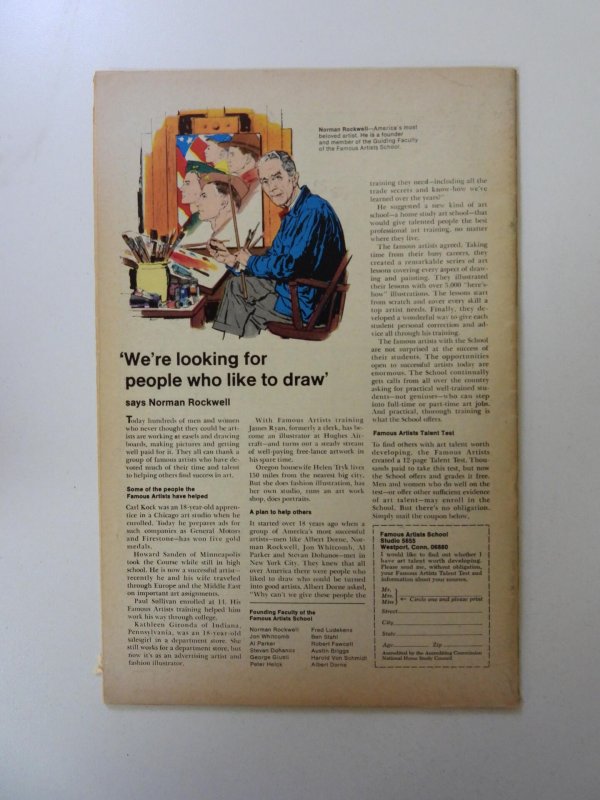 Norman Rockwell—America's most
beloved artist. He is a founder
and member of the Guiding Faculty
of the Famous Artists School.
'We're looking for
people who like to draw'
says Norman Rockwell
Today hundreds of men and women
who never thought they could be art-
ists are working at easels and drawing
boards, making pictures and getting
well paid for it. They all can thank a
group of famous artists who have de-
voted much of their time and talent
to helping others find success in art.
Some of the people the
Famous Artists have helped
Carl Kock was an 18-year-old appren-
tice in a Chicago art studio when he
enrolled. Today he prepares ads for
such companies as General Motors
and Firestone—has won five gold
medals.
Howard Sanden of Minneapolis
took the Course while still in high
school. He is now a successful artist—
recently he and his wife traveled
through Europe and the Middle East
on important art assignments.
Paul Sullivan enrolled at 14. His
Famous Artists training helped him
work his way through college.
Kathleen Gironda of Indiana,
Pennsylvania, was an 18-year-old
salesgirl in a department store. She
still works for a department store, but
now it's as an advertising artist and
fashion illustrator.
With Famous Artists training
James Ryan, formerly a clerk, has be-
come an illustrator at Hughes Air-
craft—and turns out a steady stream
of well-paying free-lance artwork in
his spare time.
Oregon housewife Helen Tryk lives
150 miles from the nearest big city.
But she does fashion illustration, has
her own studio, runs an art work
shop, does portraits.
A plan to help others
It started over 18 years ago when a
group of America's most successful
artists—men like Albert Dorne, Nor-
man Rockwell, Jon Whitcomb, Al
Parker and Stevan Dohanos—met in
New York City. They knew that all
over America there were people who
liked to draw who could be turned
into good artists. Albert Dorne asked,
"Why can't we give these people the
Founding Faculty of the
Famous Artists School
Norman Rockwell
Jon Whitcomb
Al Parker
Stevan Dohanos
George Giusti
Peter Helck
Fred Ludekens
Ben Stahl
Robert Fawcett
Austin Briggs
Harold Von Schmidt
Albert Dorne
training they need—including all the
trade secrets and know-how we've
learned over the years?"
He suggested a new kind of art
school—a home study art school—that
would give talented people the best
professional art training, no matter
where they live.
The famous artists agreed. Taking
time from their busy careers, they
created a remarkable series of art
lessons covering every aspect of draw-
ing and painting. They illustrated
their lessons with over 5,000 "here's-
how" illustrations. The lessons start
from scratch and cover every skill a
top artist needs. Finally, they de-
veloped a wonderful way to give each
student personal correction and ad-
vice all through his training.
The famous artists with the School
are not surprised at the success of
their students. The opportunities
open to successful artists today are
enormous. The School continually
gets calls from all over the country
asking for practical well-trained stu-
dents—not geniuses—who can step
into full-time or part-time art jobs.
And practical, thorough training is
what the School offers.
Famous Artists Talent Test
To find others with art talent worth
developing, the Famous Artists
created a 12-page Talent Test. Thou-
sands paid to take this test, but now
the School offers and grades it free.
Men and women who do well on the
test—or offer other sufficient evidence
of art talent—may enroll in the
School. But there's no obligation.
Simply mail the coupon below.
Famous Artists School
Studio 5655
Westport, Conn. 06880
I would like to find out whether I
have art talent worth developing.
Please send me, without obligation,
your Famous Artists Talent Test and
information about your courses.
Mr.
Mrs.
Miss
← Circle one and please print
Street
City
State
Age Zip
Accredited by the Accrediting Commission
National Home Study Council